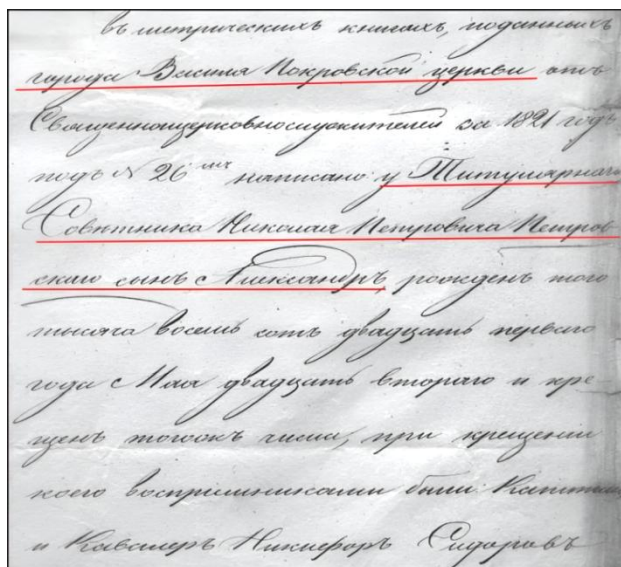 въ метрическихъ книгахъ, поданныхъ
города Василя Покровской церкви отъ
Священноцерковнослужителей за 1821 годъ
подъ № 26 мъ написано у Титулярнаго
Совѣтника Николая Петровича Петров-
скаго сынъ Александръ, рожденъ того
тысяча восемь сотъ двадцать перваго
года Мая двадцать втораго и кре-
щенъ тогожъ числа, при крещеніи
коего воспріемниками были Капитанъ
и Кавалеръ Никифоръ Сидоровъ